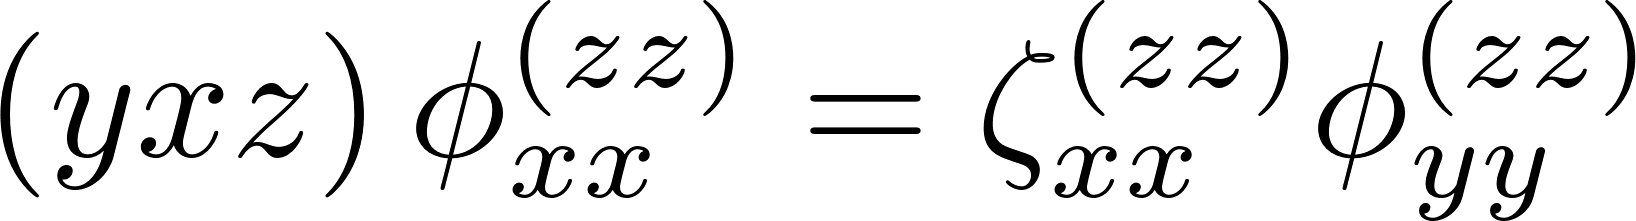 (yxz) ϕ_{xx}^{(zz)} = ζ_{xx}^{(zz)} ϕ_{yy}^{(zz)}